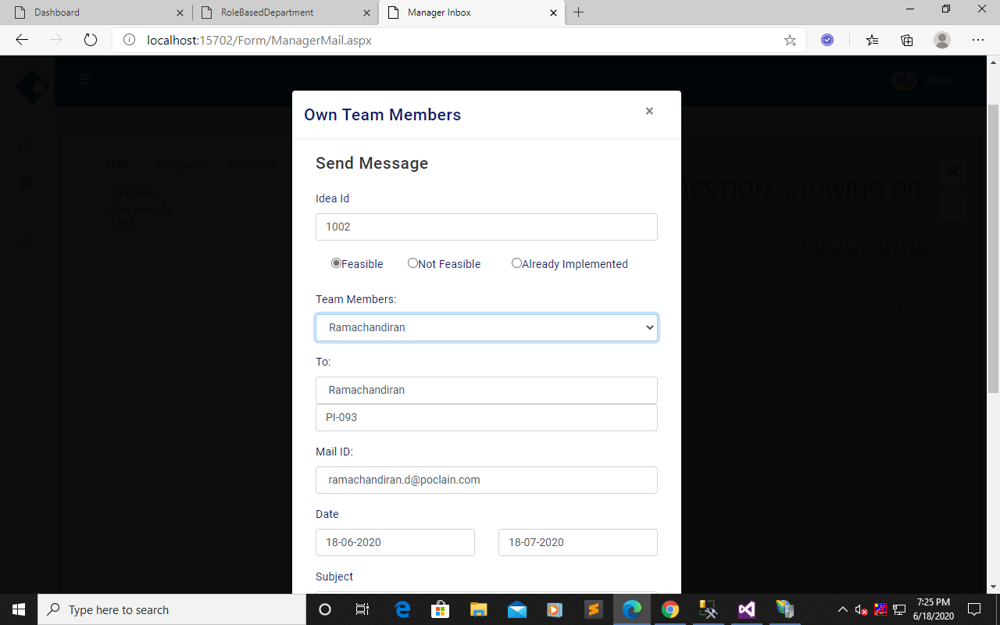 Dashboard
RoleBasedDepartment
Manager Inbox
localhost:15702/Form/ManagerMail.aspx
Balaji
Own Team Members
×
New
Assigned
Complete
Gavaskar
Idea execute
1002
GESTION SHOWING OR
5/28/2020 12:00:00 AM
Idea ID
1002
Send Message
Idea Id
1002
Feasible
Not Feasible
Already Implemented
Team Members:
Ramachandiran
To:
Ramachandiran
PI-093
Mail ID:
ramachandiran.d@poclain.com
Date
18-06-2020
18-07-2020
Subject
Type here to search
7:25 PM
6/18/2020